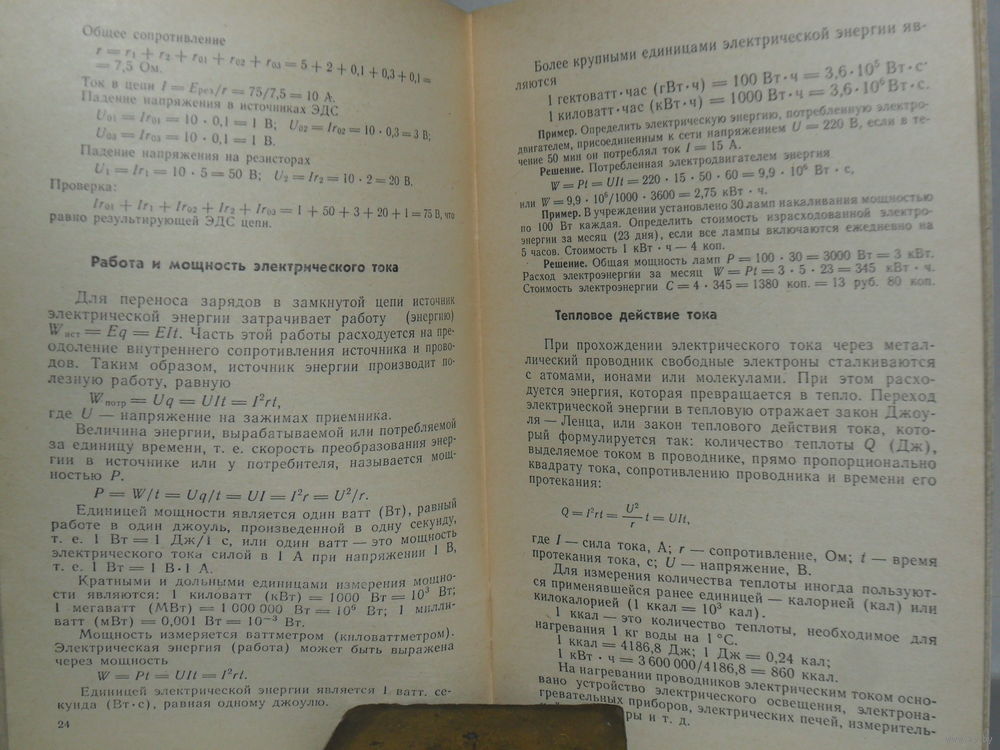 Общее сопротивление
r = r₁ + r₂ + r₀₁ + r₀₂ + r₀₃ = 5 + 2 + 0,1 + 0,3 + 0,1 =
= 7,5 Ом.
Ток в цепи I = Eрез/r = 75/7,5 = 10 А.
Падение напряжения в источниках ЭДС
U₀₁ = Ir₀₁ = 10 · 0,1 = 1 В; U₀₂ = Ir₀₂ = 10 · 0,3 = 3 В;
U₀₃ = Ir₀₃ = 10 · 0,1 = 1 В.
Падение напряжения на резисторах
U₁ = Ir₁ = 10 · 5 = 50 В; U₂ = Ir₂ = 10 · 2 = 20 В.
Проверка:
Ir₀₁ + Ir₁ + Ir₀₂ + Ir₂ + Ir₀₃ = 1 + 50 + 3 + 20 + 1 = 75 В, что
равно результирующей ЭДС цепи.
Работа и мощность электрического тока
Для переноса зарядов в замкнутой цепи источник
электрической энергии затрачивает работу (энергию)
Wист = Eq = EIt. Часть этой работы расходуется на пре-
одоление внутреннего сопротивления источника и прово-
дов. Таким образом, источник энергии производит по-
лезную работу, равную
Wпотр = Uq = UIt = I²rt,
где U — напряжение на зажимах приемника.
Величина энергии, вырабатываемой или потребляемой
за единицу времени, т. е. скорость преобразования энер-
гии в источнике или у потребителя, называется мощ-
ностью P.
P = W/t = Uq/t = UI = I²r = U²/r.
Единицей мощности является один ватт (Вт), равный
работе в один джоуль, произведенной в одну секунду,
т. е. 1 Вт = 1 Дж/1 с, или один ватт — это мощность
электрического тока силой в 1 А при напряжении 1 В,
т. е. 1 Вт = 1 В·1 А.
Кратными и дольными единицами измерения мощно-
сти являются: 1 киловатт (кВт) = 1000 Вт = 10³ Вт;
1 мегаватт (МВт) = 1 000 000 Вт = 10⁶ Вт; 1 милли-
ватт (мВт) = 0,001 Вт = 10⁻³ Вт.
Мощность измеряется ваттметром (киловаттметром).
Электрическая энергия (работа) может быть выражена
через мощность
W = Pt = UIt = I²rt.
Единицей электрической энергии является 1 ватт. се-
кунда (Вт·с), равная одному джоулю.
24
Более крупными единицами электрической энергии яв-
ляются
1 гектоватт·час (гВт·ч) = 100 Вт·ч = 3,6·10⁵ Вт·с·
1 киловатт·час (кВт·ч) = 1000 Вт·ч = 3,6·10⁶ Вт·с.
Пример. Определить электрическую энергию, потребленную электро-
двигателем, присоединенным к сети напряжением U = 220 В, если в те-
чение 50 мин он потреблял ток I = 15 А.
Решение. Потребленная электродвигателем энергия
W = Pt = UIt = 220 · 15 · 50 · 60 = 9,9 · 10⁶ Вт · с,
или W = 9,9 · 10⁶/1000 · 3600 = 2,75 кВт · ч.
Пример. В учреждении установлено 30 ламп накаливания мощностью
по 100 Вт каждая. Определить стоимость израсходованной электро-
энергии за месяц (23 дня), если все лампы включаются ежедневно на
5 часов. Стоимость 1 кВт · ч — 4 коп.
Решение. Общая мощность ламп P = 100 · 30 = 3000 Вт = 3 кВт.
Расход электроэнергии за месяц W = Pt = 3 · 5 · 23 = 345 кВт · ч.
Стоимость электроэнергии C = 4 · 345 = 1380 коп. = 13 руб. 80 коп.
Тепловое действие тока
При прохождении электрического тока через метал-
лический проводник свободные электроны сталкиваются
с атомами, ионами или молекулами. При этом расхо-
дуется энергия, которая превращается в тепло. Переход
электрической энергии в тепловую отражает закон Джоу-
ля — Ленца, или закон теплового действия тока, кото-
рый формулируется так: количество теплоты Q (Дж),
выделяемое током в проводнике, прямо пропорционально
квадрату тока, сопротивлению проводника и времени его
протекания:
Q = I²rt = U²/r t = UIt,
где I — сила тока, А; r — сопротивление, Ом; t — время
протекания тока, с; U — напряжение, В.
Для измерения количества теплоты иногда пользуют-
ся применявшейся ранее единицей — калорией (кал) или
килокалорией (1 ккал = 10³ кал).
1 ккал — это количество теплоты, необходимое для
нагревания 1 кг воды на 1 °С.
1 ккал = 4186,8 Дж; 1 Дж = 0,24 кал;
1 кВт · ч = 3 600 000/4186,8 = 860 ккал.
На нагревании проводников электрическим током осно-
вано устройство электрического освещения, электрона-
гревательных приборов, электрических печей, измеритель-
ры и т. д.